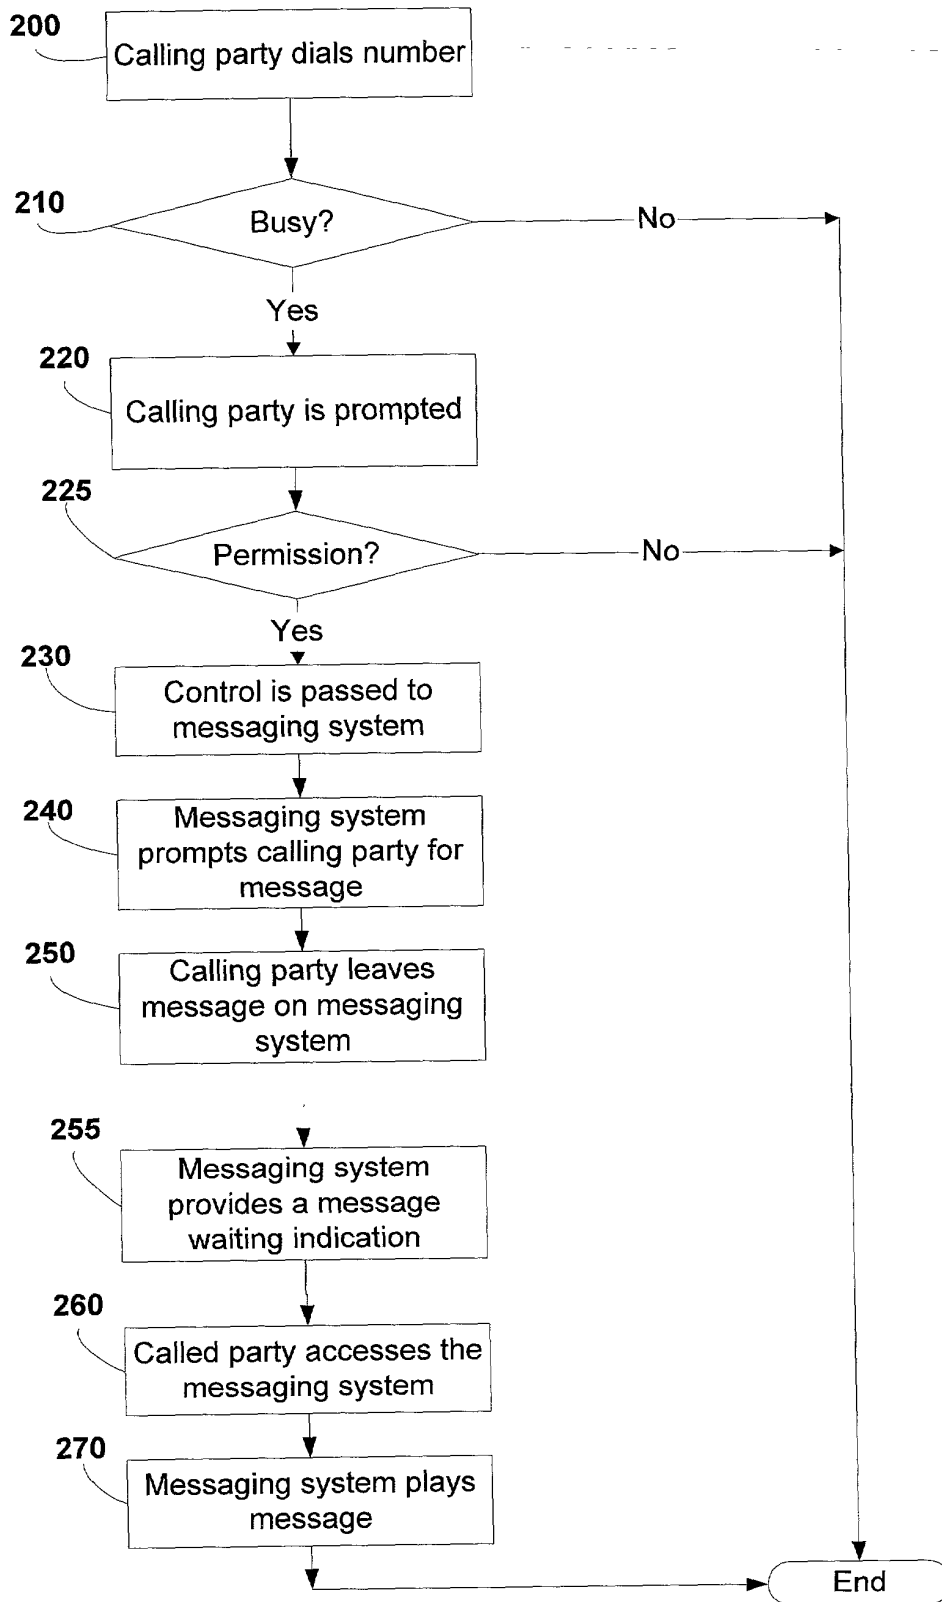 200
Calling party dials number
210
Busy?
No
Yes
220
Calling party is prompted
225
Permission?
No
Yes
230
Control is passed to
messaging system
240
Messaging system
prompts calling party for
message
250
Calling party leaves
message on messaging
system
255
Messaging system
provides a message
waiting indication
260
Called party accesses the
messaging system
270
Messaging system plays
message
End